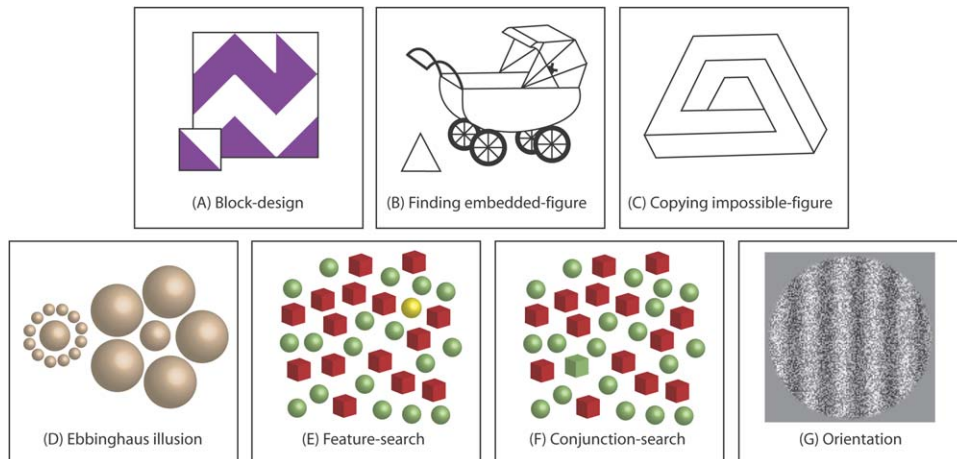 (A) Block-design
(B) Finding embedded-figure
(C) Copying impossible-figure
(D) Ebbinghaus illusion
(E) Feature-search
(F) Conjunction-search
(G) Orientation